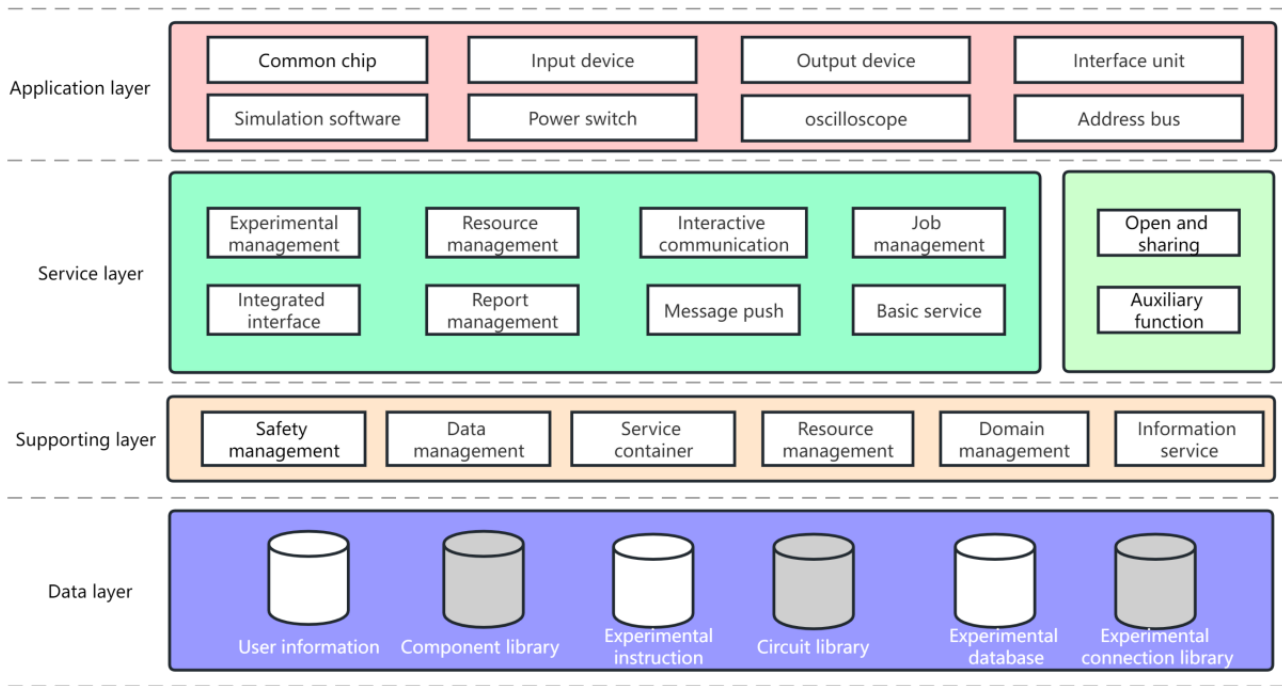 Application layer
Common chip
Input device
Output device
Interface unit
Simulation software
Power switch
oscilloscope
Address bus
Service layer
Experimental
management
Resource
management
Interactive
communication
Job
management
Open and
sharing
Integrated
interface
Report
management
Message push
Basic service
Auxiliary
function
Supporting layer
Safety
management
Data
management
Service
container
Resource
management
Domain
management
Information
service
Data layer
User information
Component library
Experimental
instruction
Circuit library
Experimental
database
Experimental
connection library